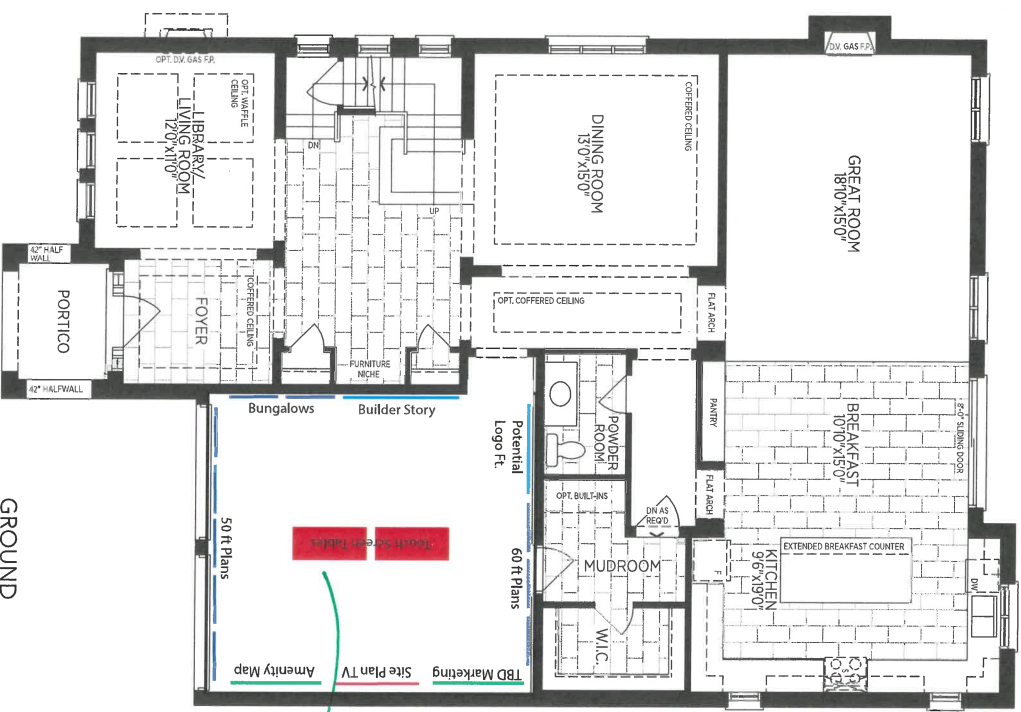 D.V. GAS F.P.
OPT. D.V. GAS F.P.
OPT. WAFFLE
CEILING
LIBRARY/
LIVING ROOM
12'0"x11'0"
DN
UP
COFFERED CEILING
DINING ROOM
13'0"x15'0"
GREAT ROOM
18'10"x15'0"
42" HALF
WALL
PORTICO
42" HALFWALL
FOYER
COFFERED CEILING
FURNITURE
NICHE
OPT. COFFERED CEILING
FLAT ARCH
PANTRY
BREAKFAST
10'10"x15'0"
8'-0" SLIDING DOOR
POWDER
ROOM
FLAT ARCH
OPT. BUILT-INS
DN AS
REQ'D
MUDROOM
W.I.C.
EXTENDED BREAKFAST COUNTER
KITCHEN
9'6"x19'0"
F
DW
S
Bungalows
Builder Story
Potential
Logo Ft.
50 ft Plans
60 ft Plans
Touch Screen Tables
Amenity Map
Site Plan TV
TBD Marketing
GROUND